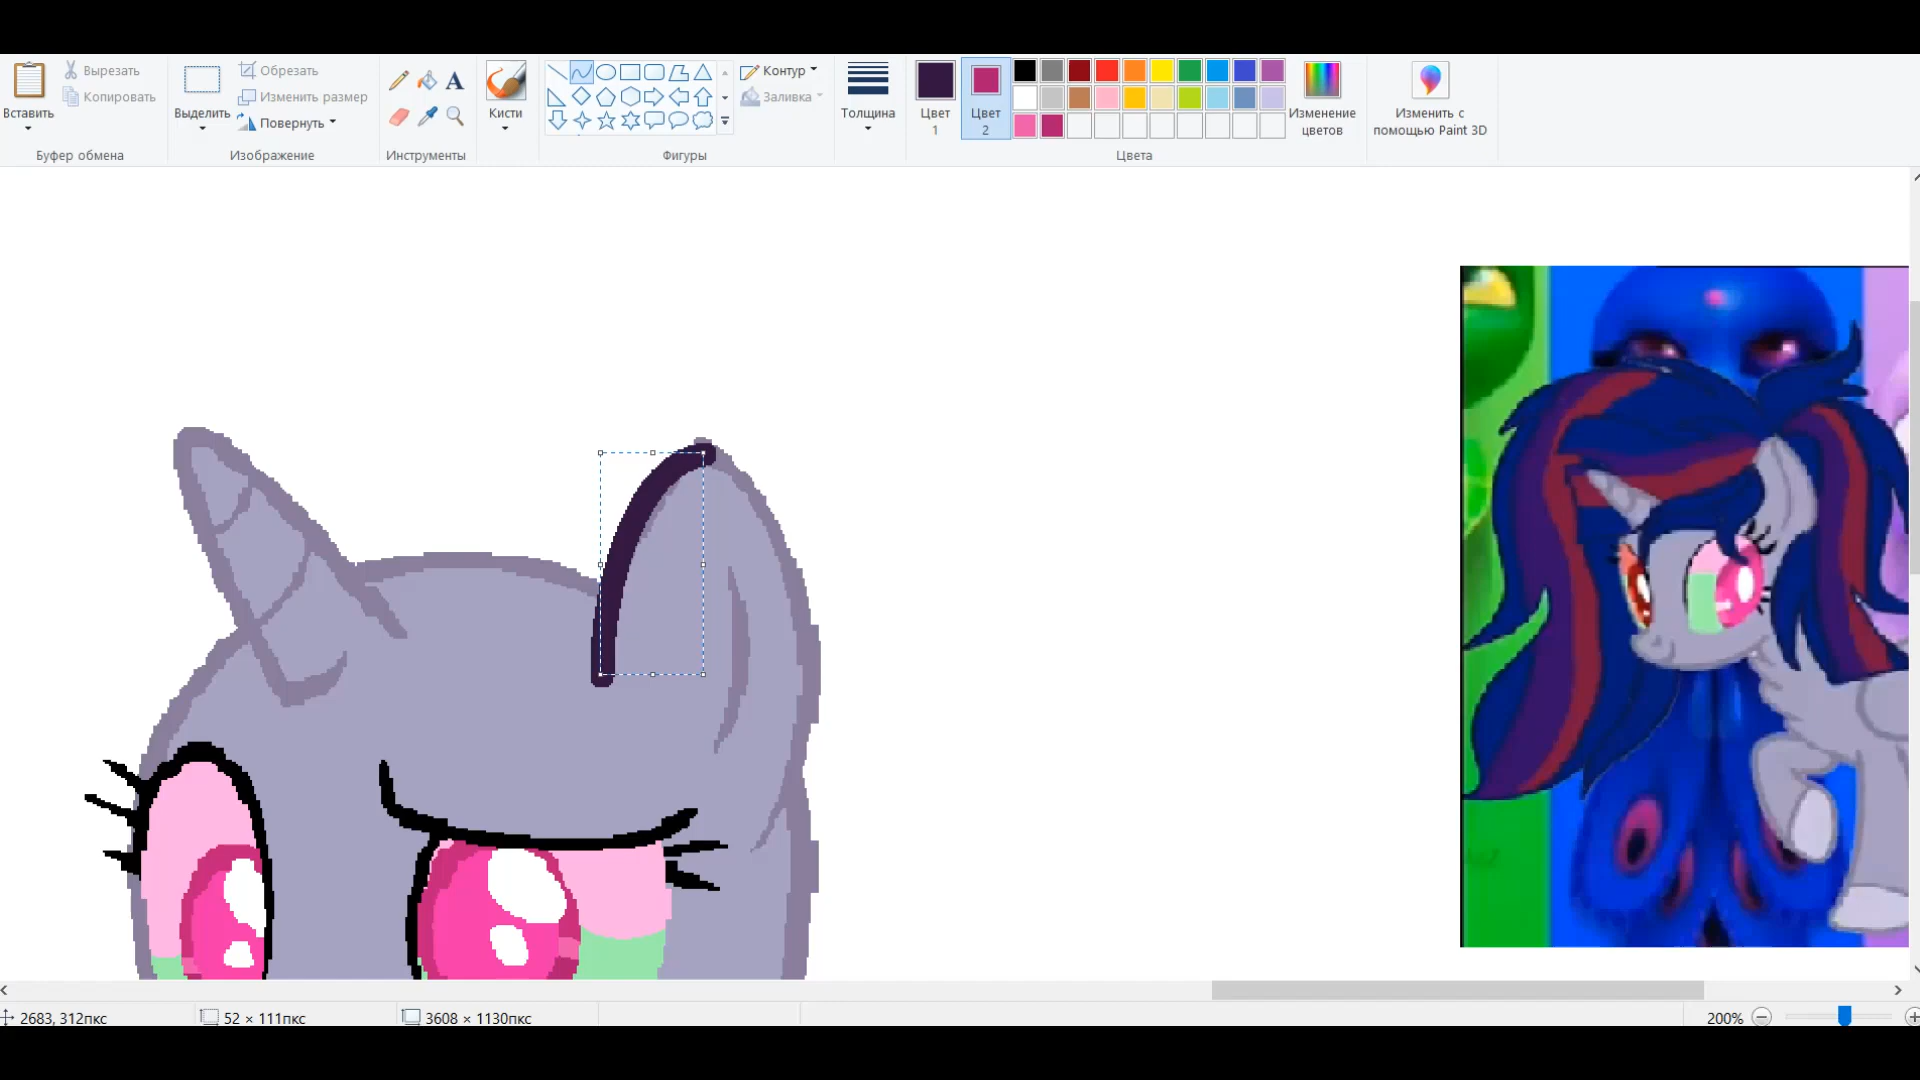 Вставить
Вырезать
Копировать
Буфер обмена
Выделить
Обрезать
Изменить размер
Повернуть
Изображение
A
Инструменты
Кисти
Фигуры
Контур
Заливка
Толщина
Цвет
1
Цвет
2
Цвета
Изменение
цветов
Изменить с
помощью Paint 3D
2683, 312пкс
52 × 111пкс
3608 × 1130пкс
200%